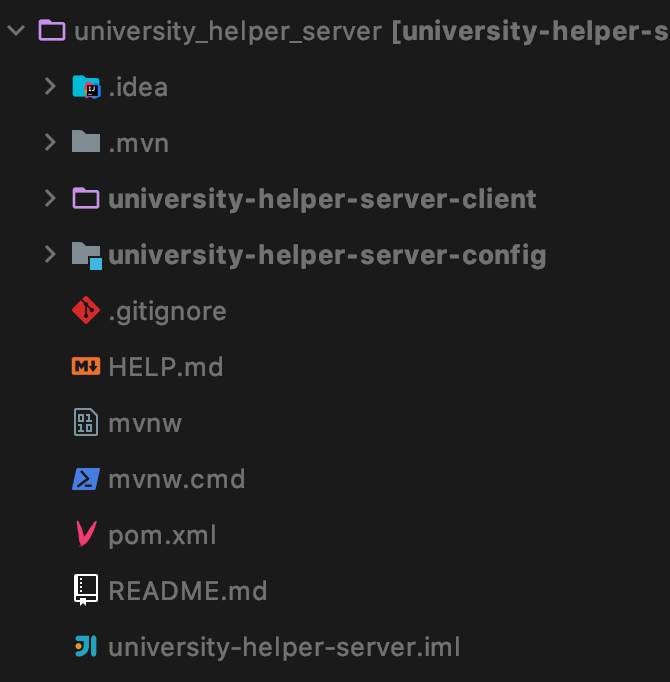 university_helper_server [university-helper-s
.idea
.mvn
university-helper-server-client
university-helper-server-config
.gitignore
HELP.md
mvnw
mvnw.cmd
pom.xml
README.md
university-helper-server.iml